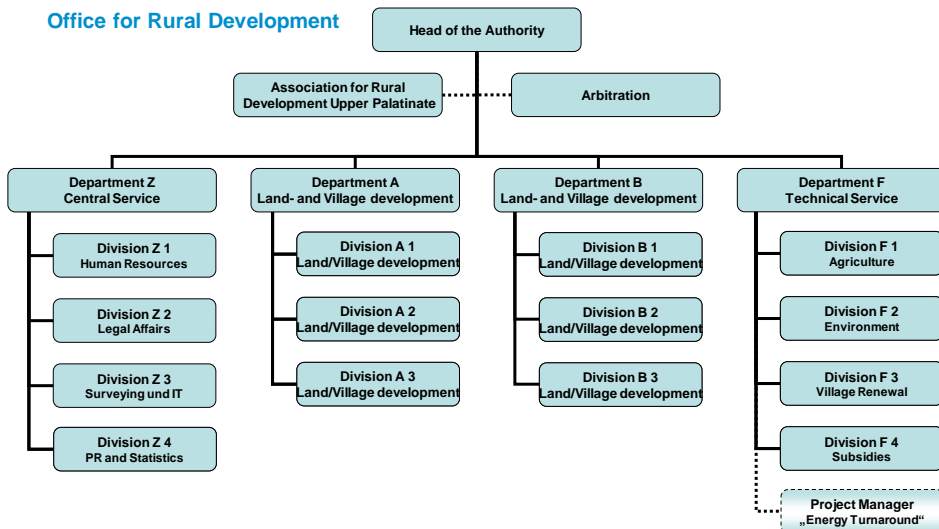 Office for Rural Development
Head of the Authority
Association for Rural
Development Upper Palatinate
Arbitration
Department Z
Central Service
Department A
Land- and Village development
Department B
Land- and Village development
Department F
Technical Service
Division Z 1
Human Resources
Division Z 2
Legal Affairs
Division Z 3
Surveying und IT
Division Z 4
PR and Statistics
Division A 1
Land/Village development
Division A 2
Land/Village development
Division A 3
Land/Village development
Division B 1
Land/Village development
Division B 2
Land/Village development
Division B 3
Land/Village development
Division F 1
Agriculture
Division F 2
Environment
Division F 3
Village Renewal
Division F 4
Subsidies
Project Manager
„Energy Turnaround“